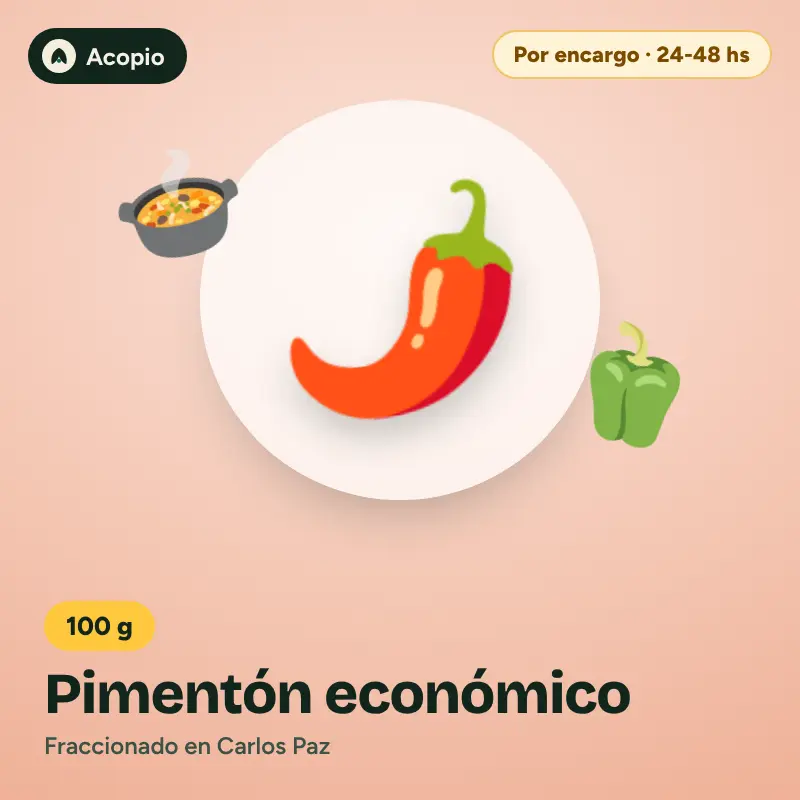 Acopio
Por encargo · 24-48 hs
100 g
Pimentón económico
Fraccionado en Carlos Paz